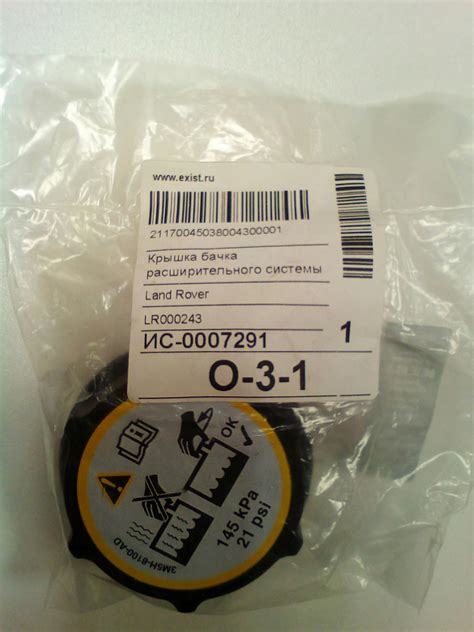 www.exist.ru
21170045038004300001
Крышка бачка
расширительного системы
Land Rover
LR000243
ИС-0007291
1
О-3-1
OK
145 kPa
21 psi
3M5H-8100-AD